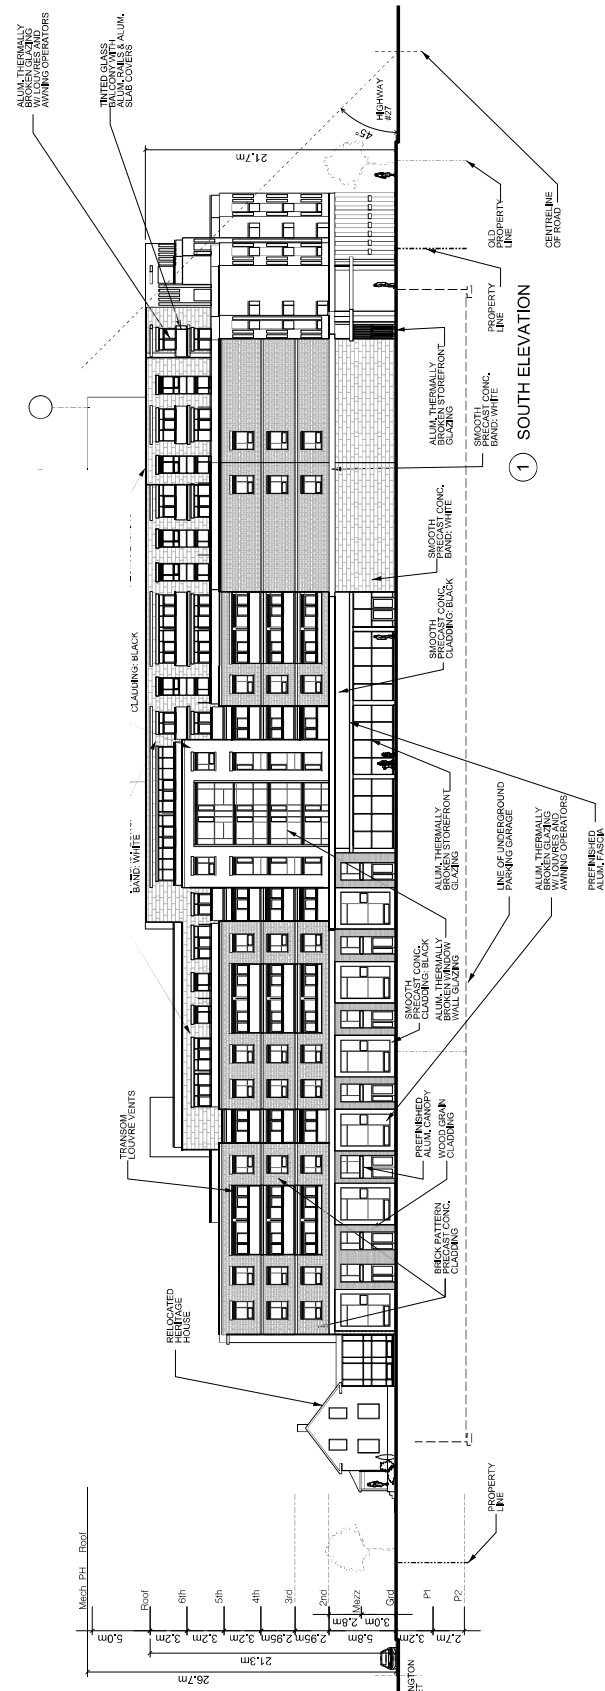 ALUM. THERMALLY
BROKEN GLAZING
W/ LOUVRES AND
AWNING OPERATORS
TINTED GLASS
BALCONY WITH
ALUM. RAILS & ALUM.
SLAB COVERS
HIGHWAY
#27
45°
21.7m
OLD
PROPERTY
LINE
CENTRELINE
OF ROAD
PROPERTY
LINE
1 SOUTH ELEVATION
ALUM. THERMALLY
BROKEN STOREFRONT
GLAZING
SMOOTH
PRECAST CONC.
BAND: WHITE
SMOOTH
PRECAST CONC.
BAND: WHITE
SMOOTH
PRECAST CONC.
CLADDING: BLACK
CLADDING: BLACK
BAND: WHITE
ALUM. THERMALLY
BROKEN STOREFRONT
GLAZING
LINE OF UNDERGROUND
PARKING GARAGE
ALUM. THERMALLY
BROKEN GLAZING
W/ LOUVRES AND
AWNING OPERATORS
PREFINISHED
ALUM. FASCIA
SMOOTH
PRECAST CONC.
CLADDING: BLACK
ALUM. THERMALLY
BROKEN WINDOW
WALL GLAZING
TRANSOM
LOUVRE VENTS
PREFINISHED
ALUM. CANOPY
WOOD GRAIN
CLADDING
BRICK PATTERN
PRECAST CONC.
CLADDING
RELOCATED
HERITAGE
HOUSE
PROPERTY
LINE
Mech PH Roof
Roof
6th
5th
4th
3rd
2nd
Mezz
Grd
P1
P2
5.0m
3.2m
3.2m
3.2m
2.95m
2.95m
5.8m
2.8m
3.0m
3.2m
2.7m
21.3m
26.7m
NGTON
ET